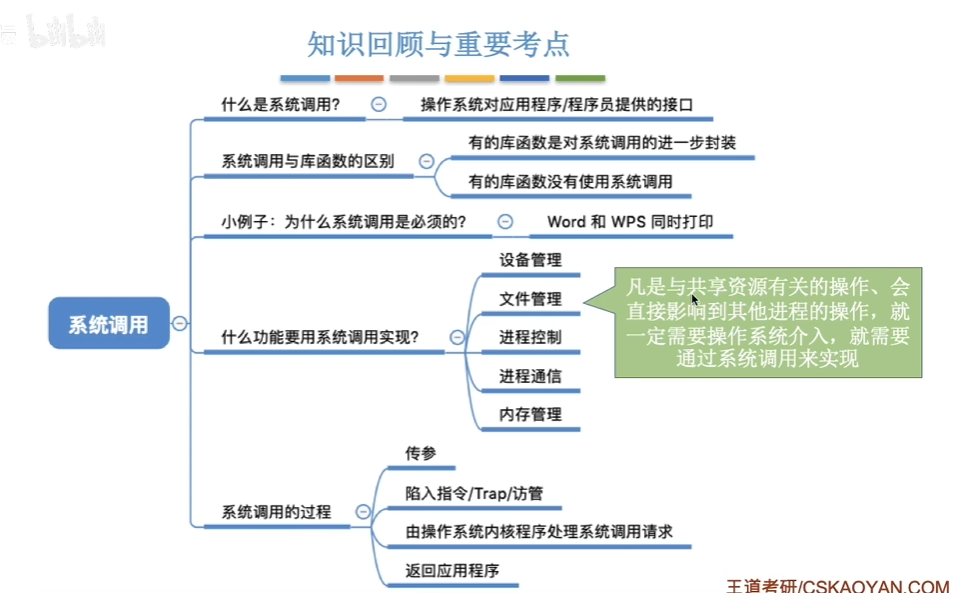 bilibili
知识回顾与重要考点
什么是系统调用?
操作系统对应用程序/程序员提供的接口
系统调用与库函数的区别
有的库函数是对系统调用的进一步封装
有的库函数没有使用系统调用
小例子：为什么系统调用是必须的?
Word 和 WPS 同时打印
系统调用
什么功能要用系统调用实现?
设备管理
文件管理
进程控制
进程通信
内存管理
凡是与共享资源有关的操作、会
直接影响到其他进程的操作，就
一定需要操作系统介入，就需要
通过系统调用来实现
系统调用的过程
传参
陷入指令/Trap/访管
由操作系统内核程序处理系统调用请求
返回应用程序
王道考研/CSKAOYAN.COM